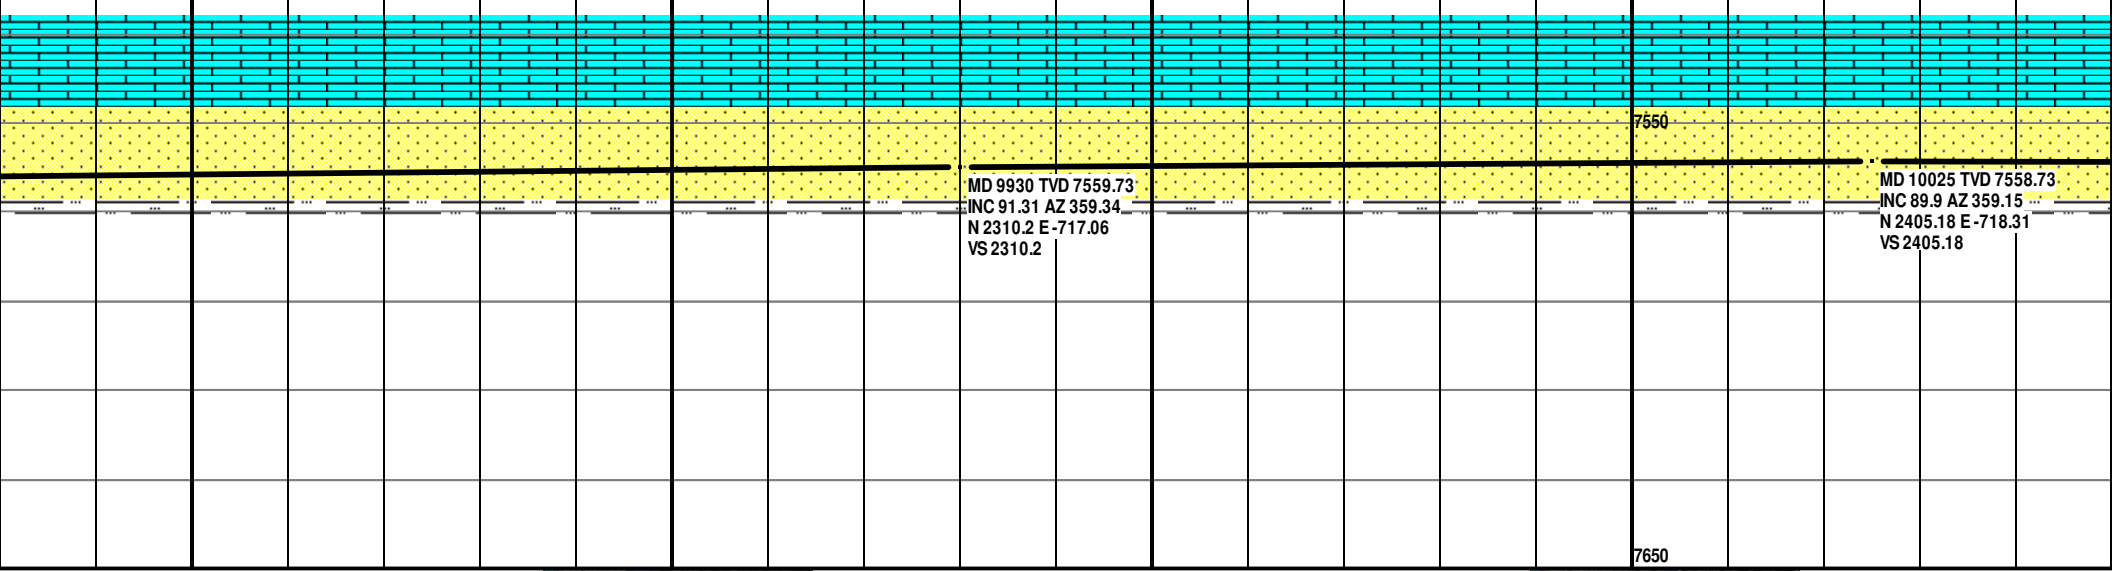 7550
MD 9930 TVD 7559.73
INC 91.31 AZ 359.34
N 2310.2 E -717.06
VS 2310.2
MD 10025 TVD 7558.73
INC 89.9 AZ 359.15
N 2405.18 E -718.31
VS 2405.18
7650